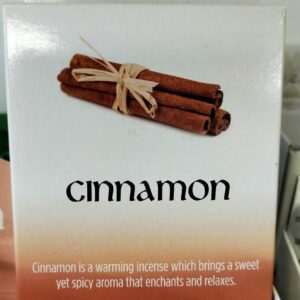 CINNAMON
Cinnamon is a warming incense which brings a sweet
yet spicy aroma that enchants and relaxes.